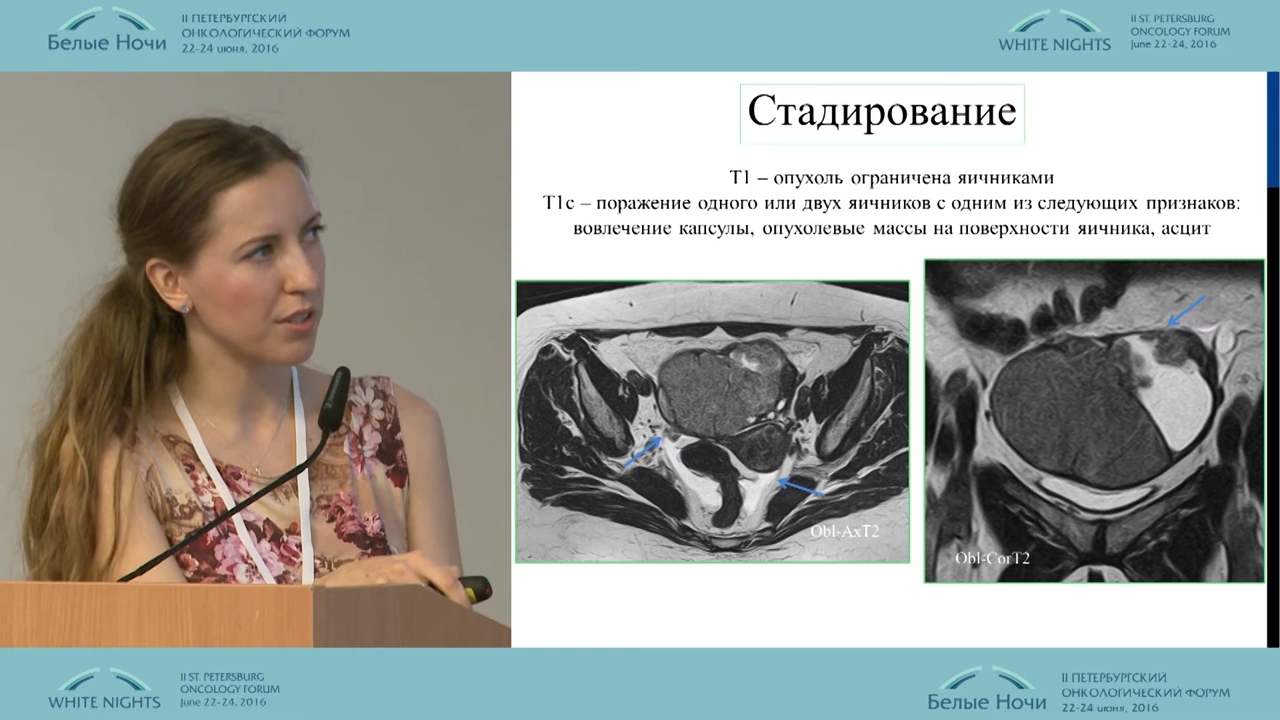 Белые Ночи
II ПЕТЕРБУРГСКИЙ
ОНКОЛОГИЧЕСКИЙ ФОРУМ
22-24 июня, 2016
WHITE NIGHTS
II ST. PETERSBURG
ONCOLOGY FORUM
June 22-24, 2016
Стадирование
T1 – опухоль ограничена яичниками
T1c – поражение одного или двух яичников с одним из следующих признаков:
вовлечение капсулы, опухолевые массы на поверхности яичника, асцит
Obl-AxT2
Obl-CorT2
WHITE NIGHTS
II ST. PETERSBURG
ONCOLOGY FORUM
June 22-24, 2016
Белые Ночи
II ПЕТЕРБУРГСКИЙ
ОНКОЛОГИЧЕСКИЙ ФОРУМ
22-24 июня, 2016